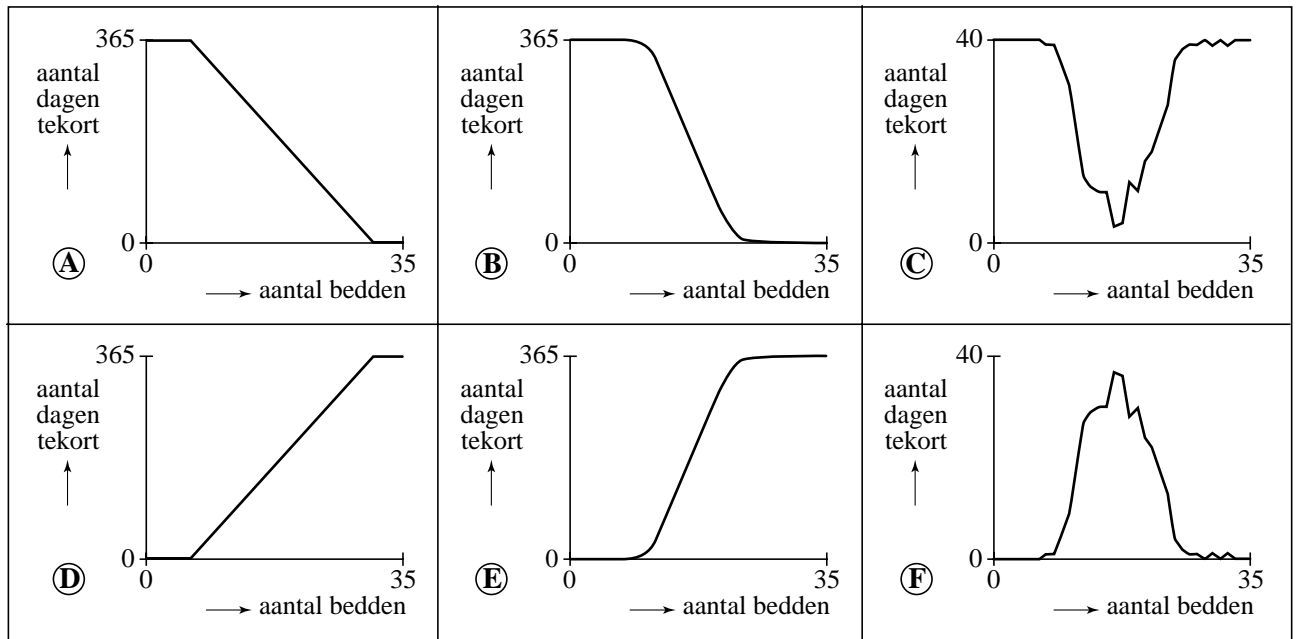 365
aantal
dagen
tekort
0
0
35
aantal bedden
A
365
aantal
dagen
tekort
0
0
35
aantal bedden
B
40
aantal
dagen
tekort
0
0
35
aantal bedden
C
365
aantal
dagen
tekort
0
0
35
aantal bedden
D
365
aantal
dagen
tekort
0
0
35
aantal bedden
E
40
aantal
dagen
tekort
0
0
35
aantal bedden
F